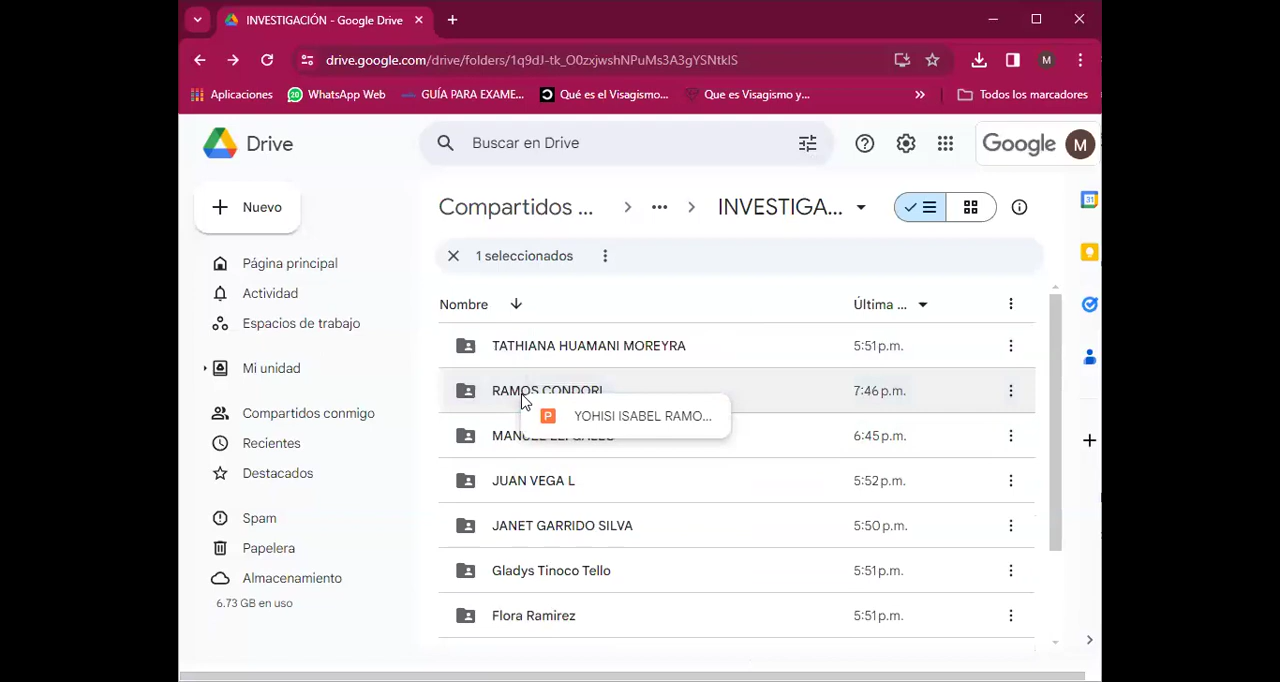 INVESTIGACIÓN - Google Drive
drive.google.com/drive/folders/1q9dJ-tk_O0zxjwshNPuMs3A3gYSNtkIS
M
Aplicaciones
20
WhatsApp Web
GUÍA PARA EXAME...
Qué es el Visagismo...
Que es Visagismo y...
»
Todos los marcadores
Drive
Buscar en Drive
Google
M
Nuevo
Compartidos ...
INVESTIGA...
31
1 seleccionados
Página principal
Actividad
Espacios de trabajo
Mi unidad
Compartidos conmigo
Recientes
Destacados
Spam
Papelera
Almacenamiento
6.73 GB en uso
Nombre
Última ...
TATHIANA HUAMANI MOREYRA
5:51 p.m.
RAMOS CONDORI
7:46 p.m.
P
YOHISI ISABEL RAMO...
6:45 p.m.
JUAN VEGA L
5:52 p.m.
JANET GARRIDO SILVA
5:50 p.m.
Gladys Tinoco Tello
5:51 p.m.
Flora Ramirez
5:51 p.m.